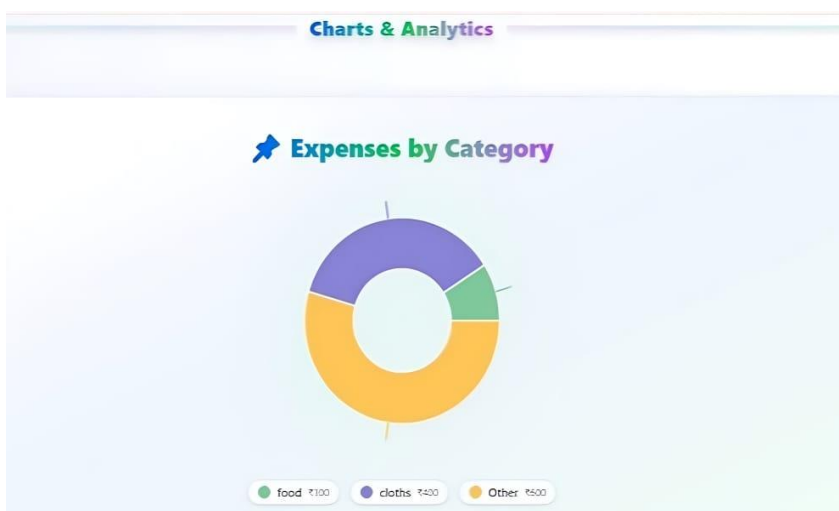 Charts & Analytics
Expenses by Category
food ₹100 cloths ₹400 Other ₹600